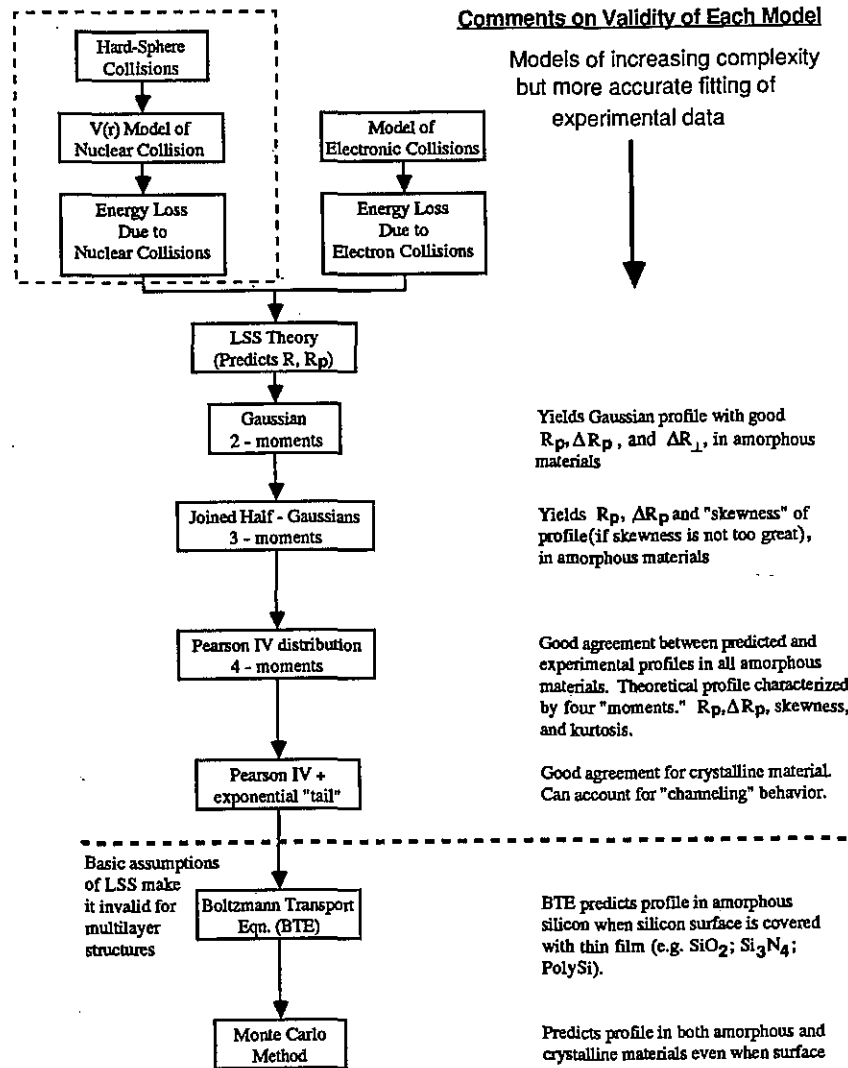 Comments on Validity of Each Model
Models of increasing complexity
but more accurate fitting of
experimental data
Hard-Sphere
Collisions
V(r) Model of
Nuclear Collision
Model of
Electronic Collisions
Energy Loss
Due to
Nuclear Collisions
Energy Loss
Due to
Electron Collisions
LSS Theory
(Predicts R, Rp)
Gaussian
2 - moments
Yields Gaussian profile with good
Rp, ΔRp, and ΔR⊥, in amorphous
materials
Joined Half - Gaussians
3 - moments
Yields Rp, ΔRp and "skewness" of
profile(if skewness is not too great),
in amorphous materials
Pearson IV distribution
4 - moments
Good agreement between predicted and
experimental profiles in all amorphous
materials. Theoretical profile characterized
by four "moments." Rp,ΔRp, skewness,
and kurtosis.
Pearson IV +
exponential "tail"
Good agreement for crystalline material.
Can account for "channeling" behavior.
Basic assumptions
of LSS make
it invalid for
multilayer
structures
Boltzmann Transport
Eqn. (BTE)
BTE predicts profile in amorphous
silicon when silicon surface is covered
with thin film (e.g. SiO2; Si3N4;
PolySi).
Monte Carlo
Method
Predicts profile in both amorphous and
crystalline materials even when surface